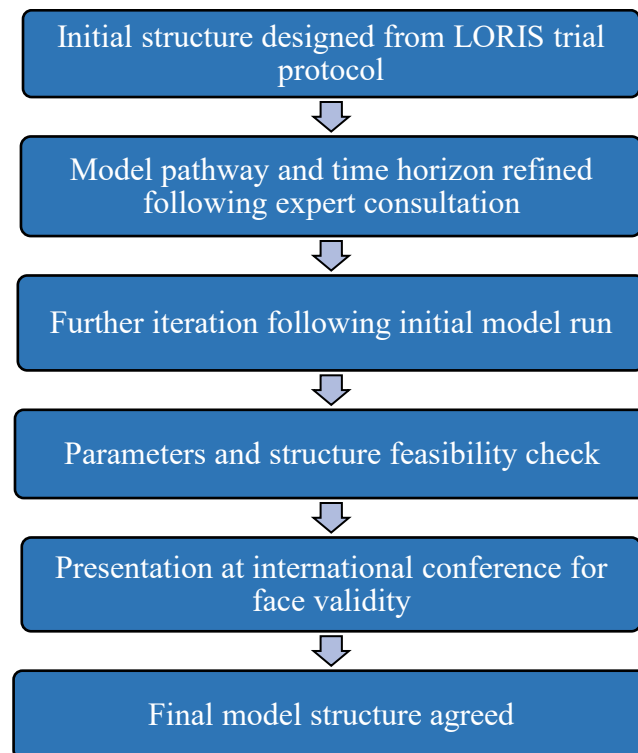 Initial structure designed from LORIS trial
protocol
Model pathway and time horizon refined
following expert consultation
Further iteration following initial model run
Parameters and structure feasibility check
Presentation at international conference for
face validity
Final model structure agreed